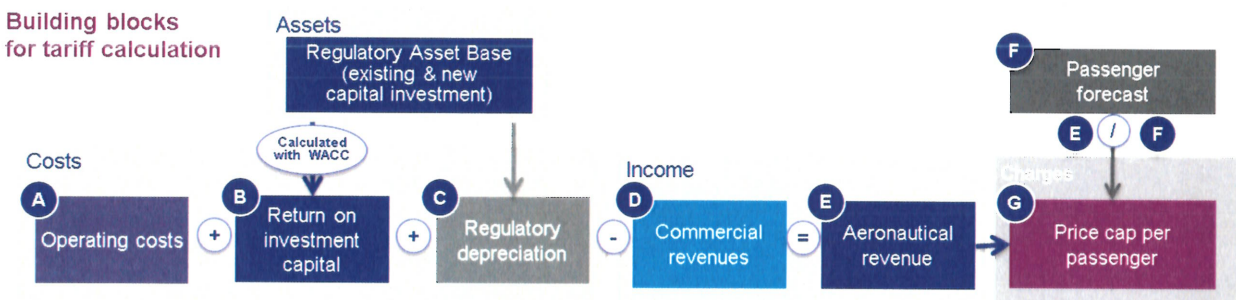 Building blocks
for tariff calculation
Assets
Regulatory Asset Base
(existing & new
capital investment)
F
Passenger
forecast
E / F
Calculated
with WACC
Costs
Income
Charges
A
Operating costs
+
B
Return on
investment
capital
+
C
Regulatory
depreciation
-
D
Commercial
revenues
=
E
Aeronautical
revenue
G
Price cap per
passenger